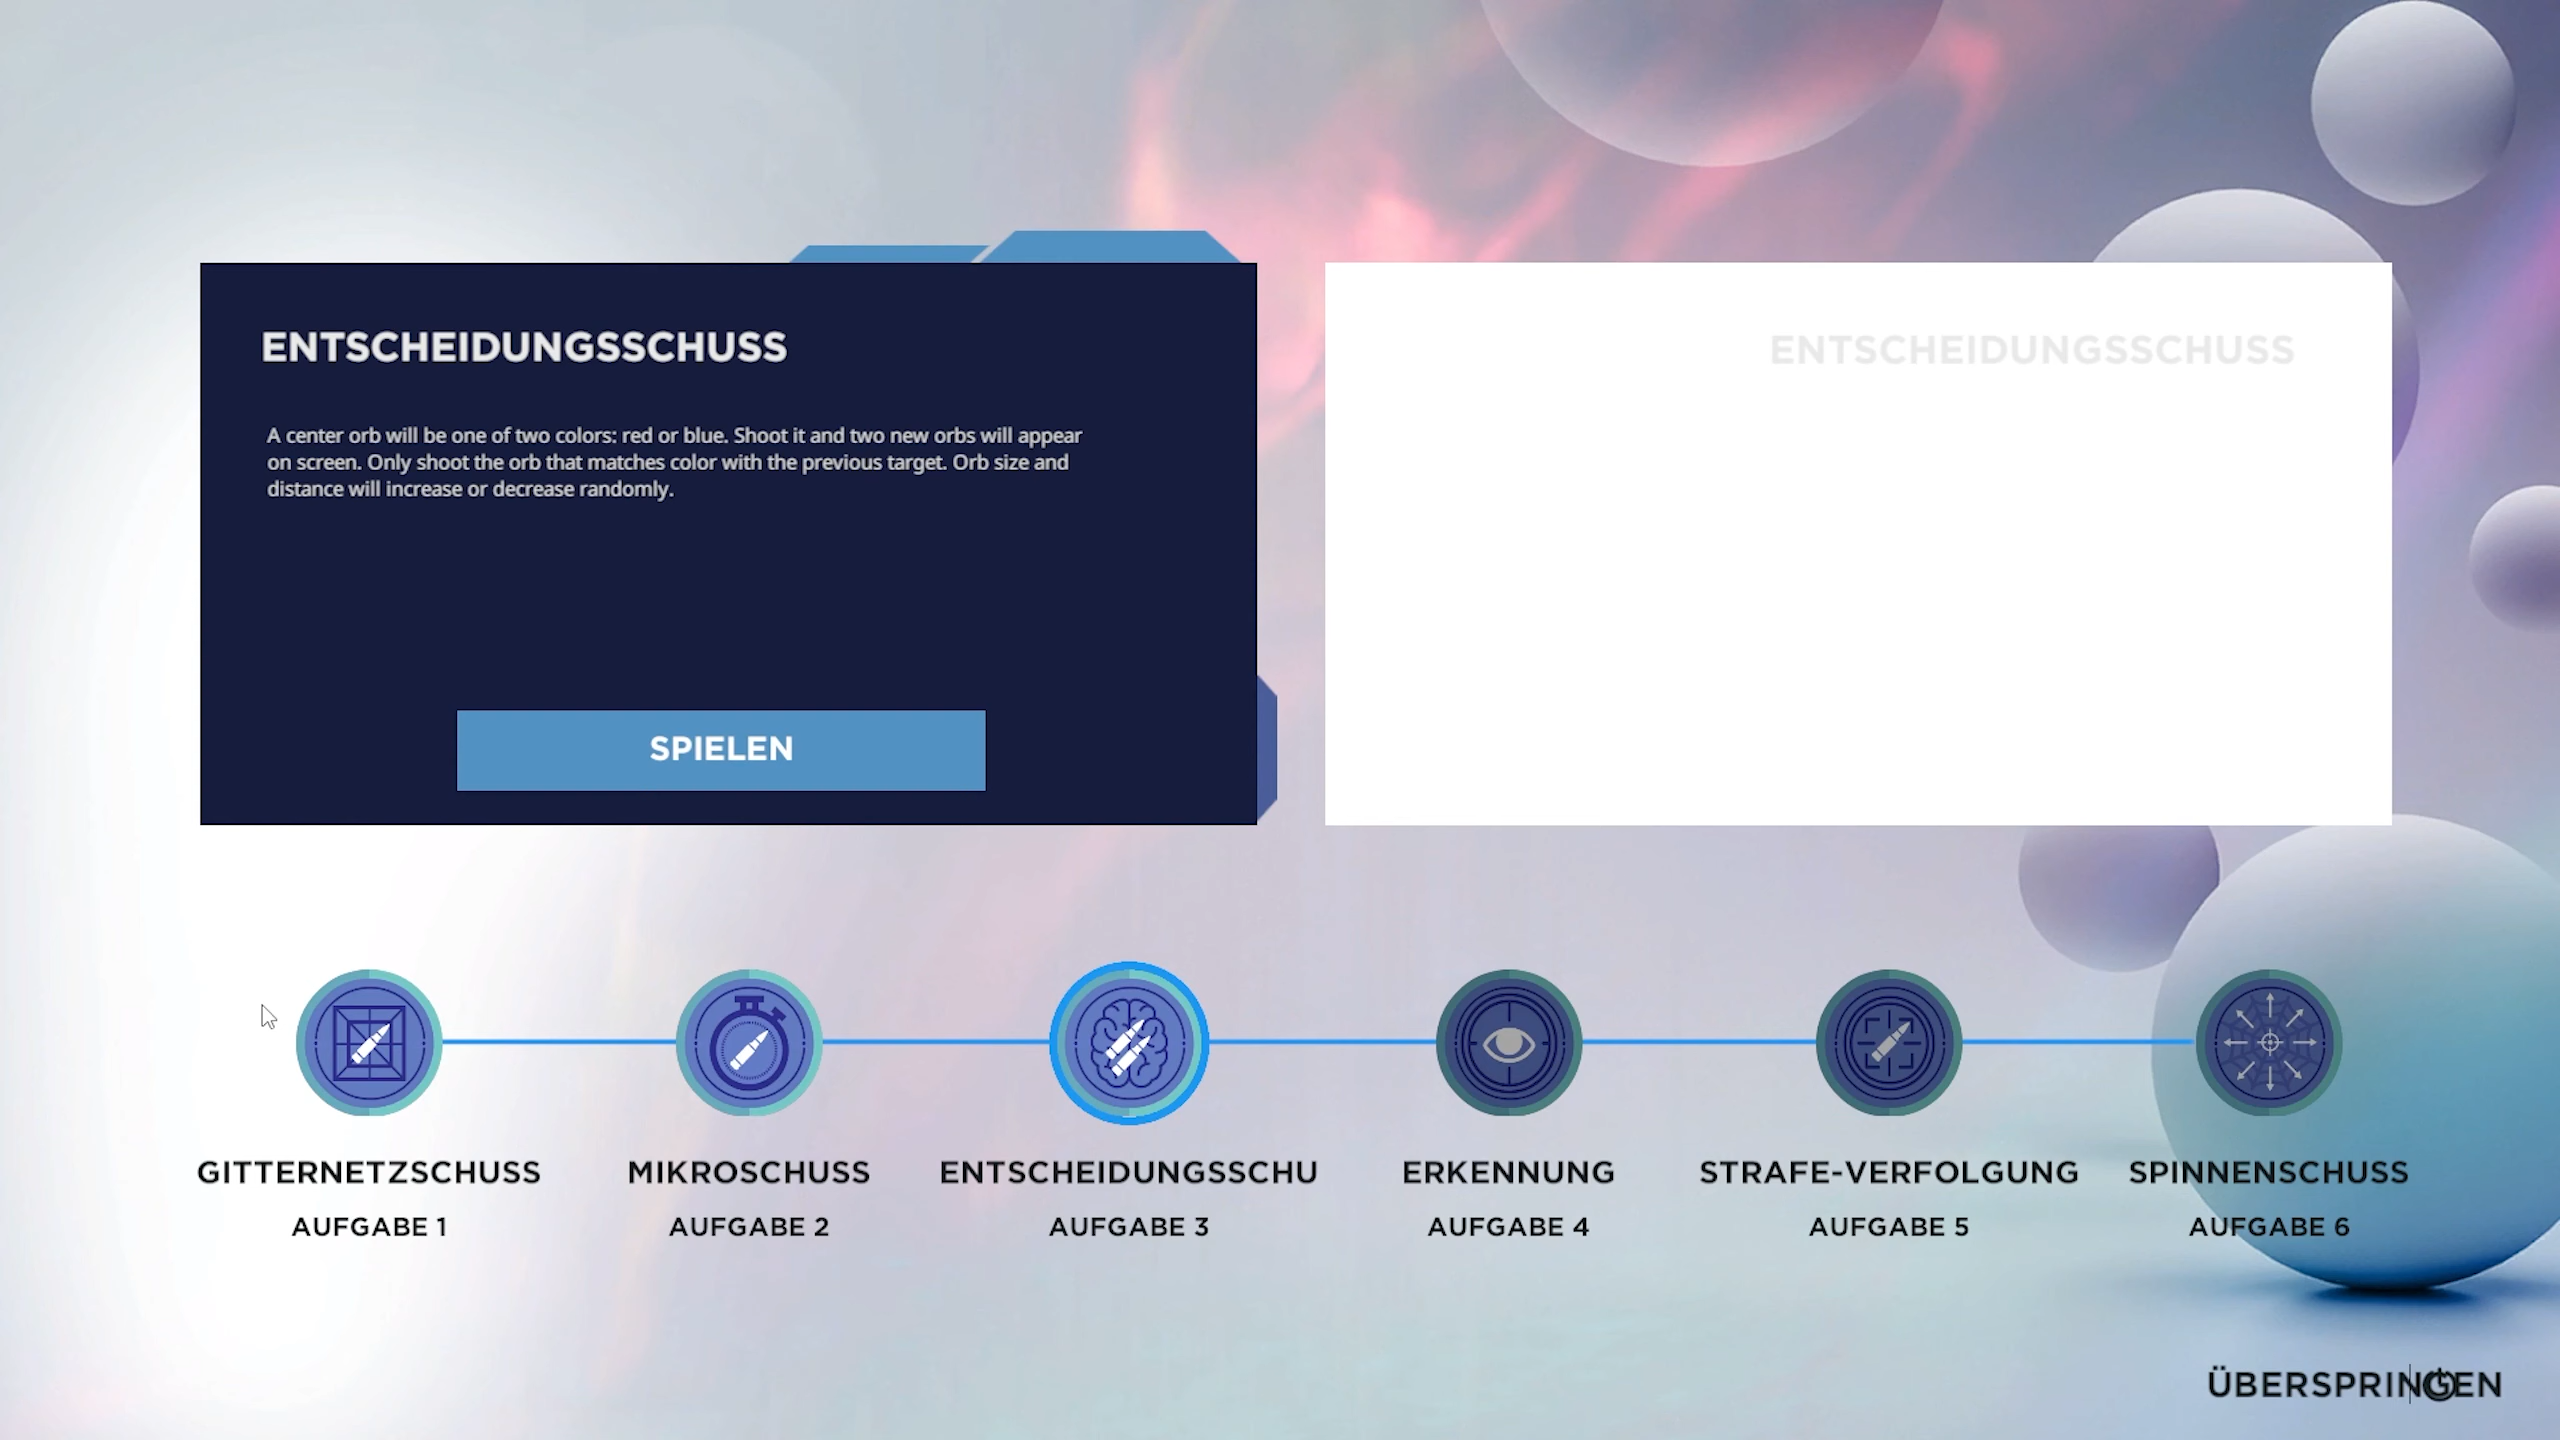 ENTSCHEIDUNGSSCHUSS
A center orb will be one of two colors: red or blue. Shoot it and two new orbs will appear
on screen. Only shoot the orb that matches color with the previous target. Orb size and
distance will increase or decrease randomly.
SPIELEN
ENTSCHEIDUNGSSCHUSS
GITTERNETZSCHUSS
AUFGABE 1
MIKROSCHUSS
AUFGABE 2
ENTSCHEIDUNGSSCHU
AUFGABE 3
ERKENNUNG
AUFGABE 4
STRAFE-VERFOLGUNG
AUFGABE 5
SPINNENSCHUSS
AUFGABE 6
ÜBERSPRINGEN